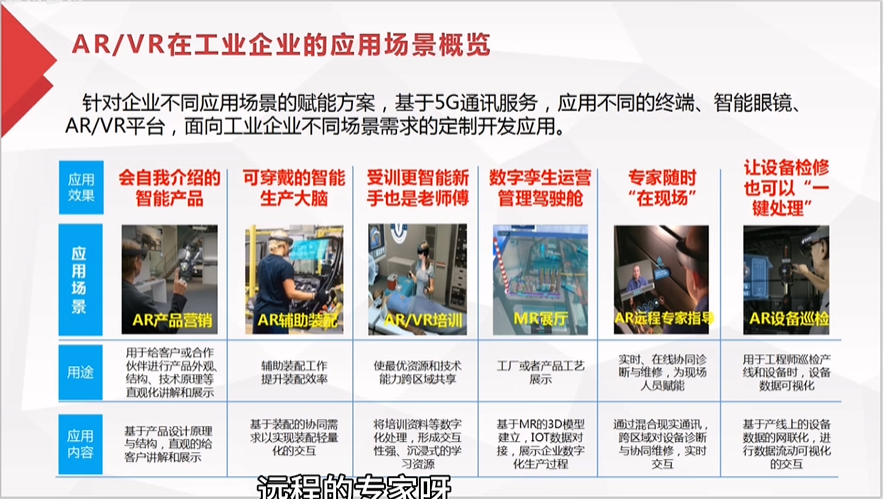 AR/VR在工业企业的应用场景概览
针对企业不同应用场景的赋能方案，基于5G通讯服务，应用不同的终端、智能眼镜、
AR/VR平台，面向工业企业不同场景需求的定制开发应用。
应用
效果
会自我介绍的
智能产品
可穿戴的智能
生产大脑
受训更智能新
手也是老师傅
数字孪生运营
管理驾驶舱
专家随时
“在现场”
让设备检修
也可以“一
键处理”
应
用
场
景
AR产品营销
AR辅助装配
AR/VR培训
MR展厅
AR远程专家指导
AR设备巡检
用途
用于给客户或合作
伙伴进行产品外观、
结构、技术原理等
直观化讲解和展示
辅助装配工作
提升装配效率
使最优资源和技术
能力跨区域共享
工厂或者产品工艺
展示
实时、在线协同诊
断与维修，为现场
人员赋能
用于工程师巡检产
线和设备时，设备
数据可视化
应用
内容
基于产品设计原理
与结构，直观的给
客户讲解和展示
基于装配的协同需
求以实现装配轻量
化的交互
将培训资料等数字
化处理，形成交互
性强、沉浸式的学
习资源
基于MR的3D模型
建立，IOT数据对
接，展示企业数字
化生产过程
通过混合现实通讯，
跨区域对设备诊断
与协同维修，实时
交互
基于产线上的设备
数据的网联化，进
行数据流动可视化
的交互
远程的专家呀